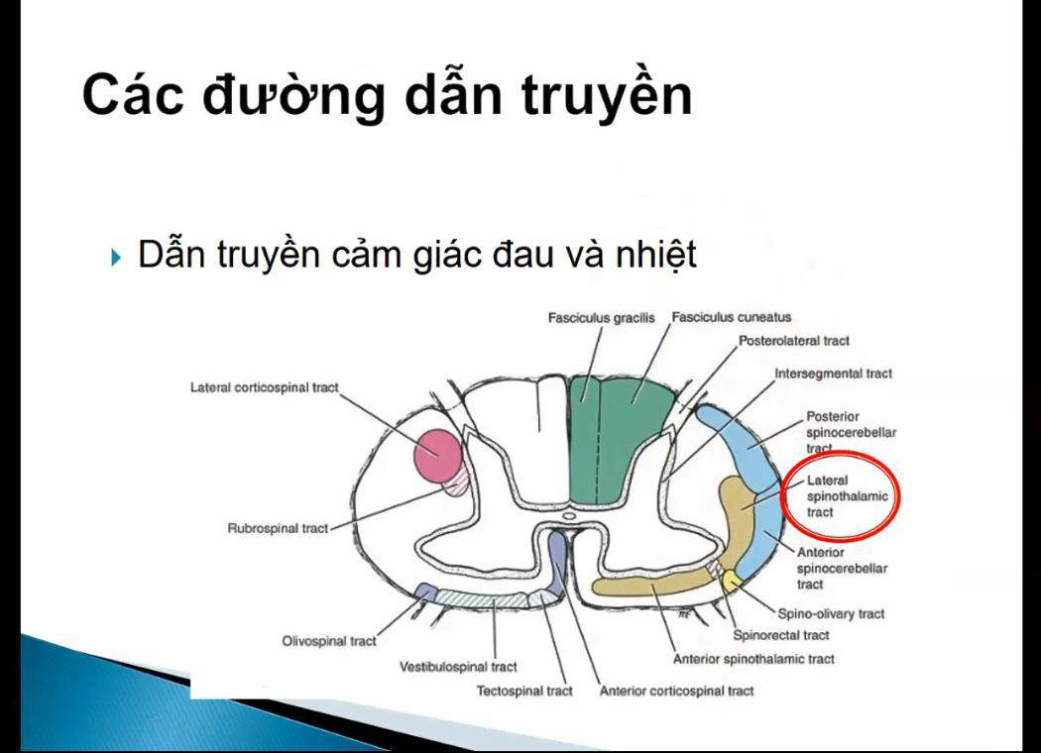 Các đường dẫn truyền
Dẫn truyền cảm giác đau và nhiệt
Fasciculus gracilis
Fasciculus cuneatus
Posterolateral tract
Intersegmental tract
Lateral corticospinal tract
Posterior
spinocerebellar
tract
Lateral
spinothalamic
tract
Rubrospinal tract
Anterior
spinocerebellar
tract
Spino-olivary tract
Spinorectal tract
Olivospinal tract
Anterior spinothalamic tract
Vestibulospinal tract
Tectospinal tract
Anterior corticospinal tract